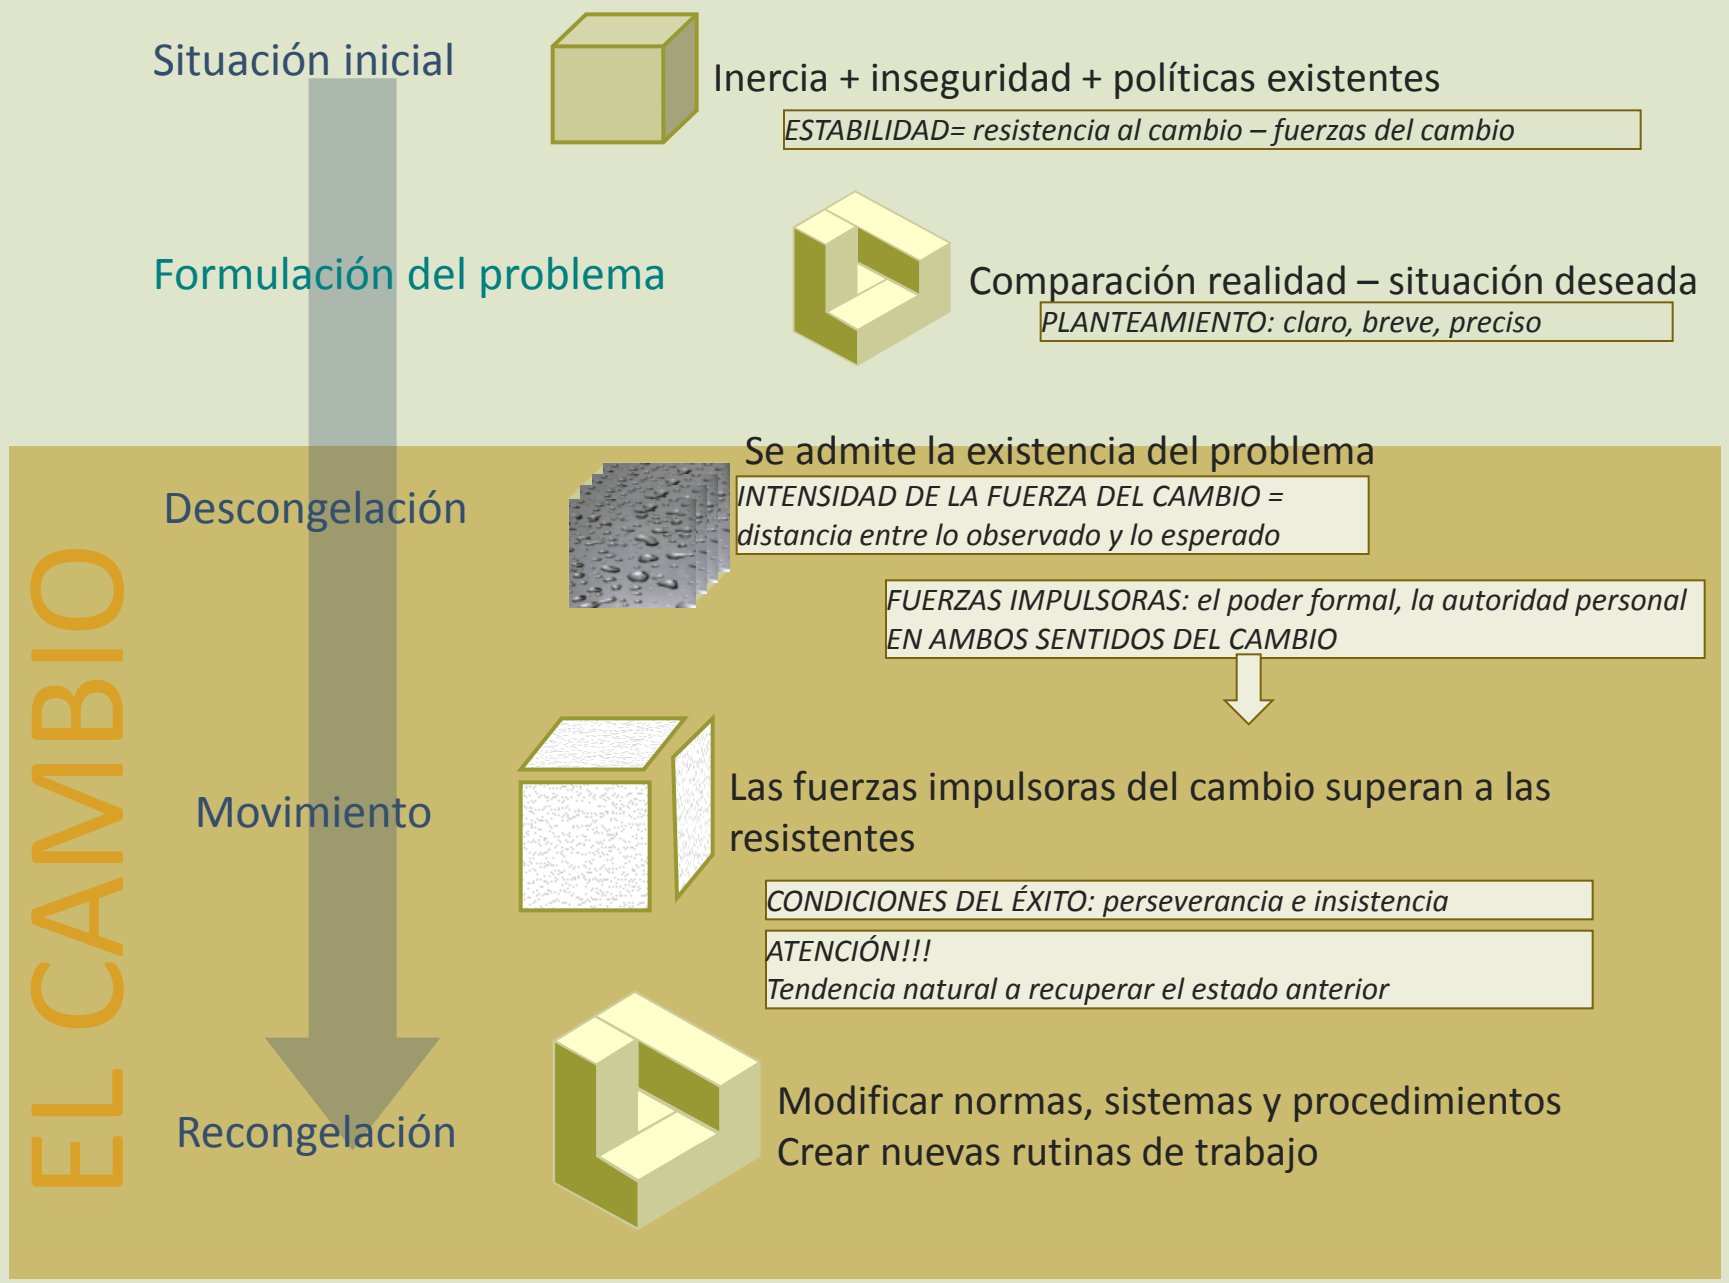 Situación inicial
Inercia + inseguridad + políticas existentes
ESTABILIDAD= resistencia al cambio – fuerzas del cambio
Formulación del problema
Comparación realidad – situación deseada
PLANTEAMIENTO: claro, breve, preciso
EL CAMBIO
Descongelación
Se admite la existencia del problema
INTENSIDAD DE LA FUERZA DEL CAMBIO =
distancia entre lo observado y lo esperado
FUERZAS IMPULSORAS: el poder formal, la autoridad personal
EN AMBOS SENTIDOS DEL CAMBIO
Movimiento
Las fuerzas impulsoras del cambio superan a las
resistentes
CONDICIONES DEL ÉXITO: perseverancia e insistencia
ATENCIÓN!!!
Tendencia natural a recuperar el estado anterior
Recongelación
Modificar normas, sistemas y procedimientos
Crear nuevas rutinas de trabajo